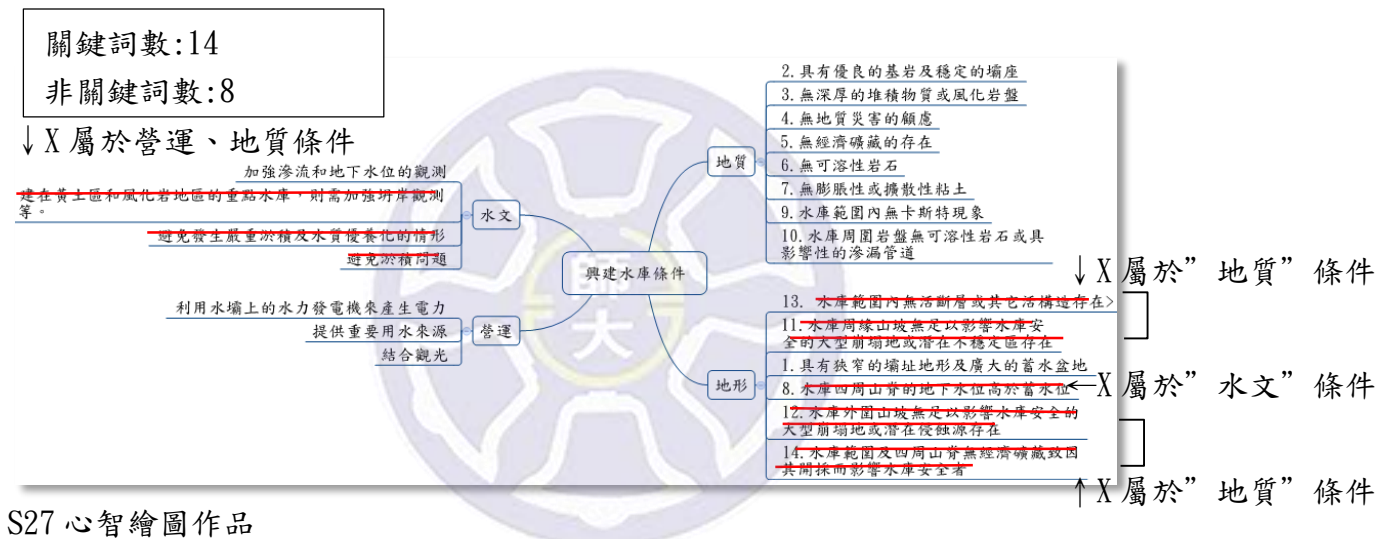 關鍵詞數:14
非關鍵詞數:8
↓X 屬於營運、地質條件
加強滲流和地下水位的觀測
建在黃土區和風化岩地區的重點水庫，則需加強坍岸觀測
等。
避免發生嚴重淤積及水質優養化的情形
避免淤積問題
水文
利用水壩上的水力發電機來產生電力
提供重要用水來源
結合觀光
營運
興建水庫條件
地質
2.具有優良的基岩及穩定的壩座
3.無深厚的堆積物質或風化岩盤
4.無地質災害的顧慮
5.無經濟礦藏的存在
6.無可溶性岩石
7.無膨脹性或擴散性粘土
9.水庫範圍內無卡斯特現象
10.水庫周圍岩盤無可溶性岩石或具
影響性的滲漏管道
↓X 屬於”地質”條件
地形
13. 水庫範圍內無活斷層或其它活構造存在>
11.水庫周緣山坡無足以影響水庫安
全的大型崩塌地或潛在不穩定區存在
1.具有狹窄的壩址地形及廣大的蓄水盆地
8.水庫四周山脊的地下水位高於蓄水位
←X 屬於”水文”條件
12.水庫外圍山坡無足以影響水庫安全的
大型崩塌地或潛在侵蝕源存在
14.水庫範圍及四周山脊無經濟礦藏致因
其開採而影響水庫安全者
↑X 屬於”地質”條件
師大
S27 心智繪圖作品